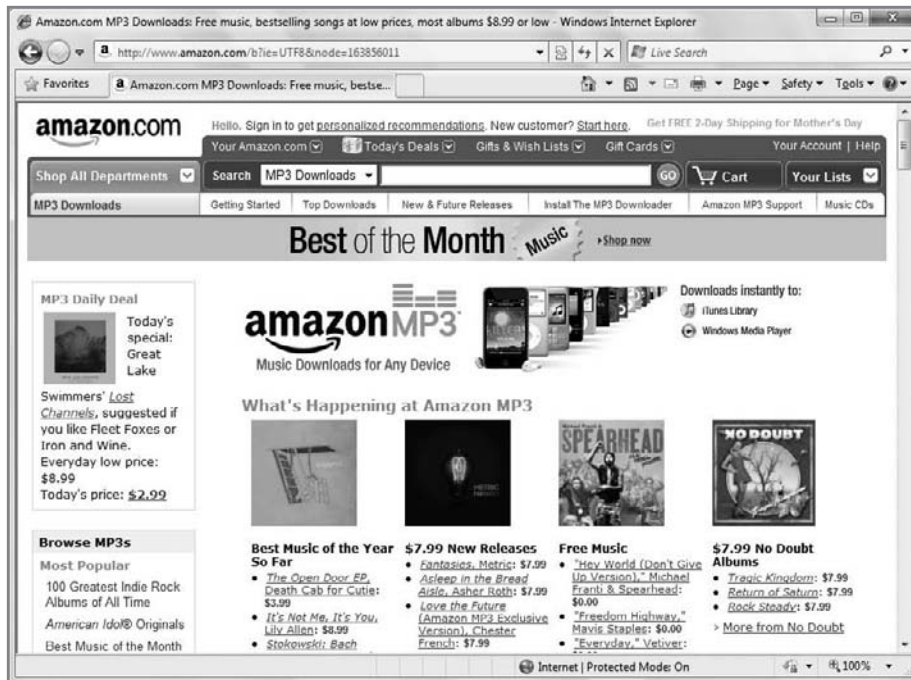 Amazon.com MP3 Downloads: Free music, bestselling songs at low prices, most albums $8.99 or low - Windows Internet Explorer
http://www.amazon.com/b?ie=UTF8&node=163856011
Live Search
Favorites
Amazon.com MP3 Downloads: Free music, bestse...
Page
Safety
Tools
amazon.com
Hello. Sign in to get personalized recommendations. New customer? Start here.
Get FREE 2-Day Shipping for Mother's Day
Your Amazon.com
Today's Deals
Gifts & Wish Lists
Gift Cards
Your Account | Help
Shop All Departments
Search
MP3 Downloads
GO
Cart
Your Lists
MP3 Downloads
Getting Started
Top Downloads
New & Future Releases
Install The MP3 Downloader
Amazon MP3 Support
Music CDs
Best of the Month
Music
Shop now
MP3 Daily Deal
Today's
special:
Great
Lake
Swimmers' Lost
Channels, suggested if
you like Fleet Foxes or
Iron and Wine.
Everyday low price:
$8.99
Today's price: $2.99
Browse MP3s
Most Popular
100 Greatest Indie Rock
Albums of All Time
American Idol® Originals
Best Music of the Month
amazonMP3
Music Downloads for Any Device
Downloads instantly to:
iTunes Library
Windows Media Player
What's Happening at Amazon MP3
Best Music of the Year
So Far
The Open Door EP,
Death Cab for Cutie:
$3.99
It's Not Me, It's You,
Lily Allen: $8.99
Stokowski: Bach
METRIC
$7.99 New Releases
Fantasies, Metric: $7.99
Asleep in the Bread
Aisle, Asher Roth: $7.99
Love the Future
(Amazon MP3 Exclusive
Version), Chester
French: $7.99
SPEARHEAD
Free Music
"Hey World (Don't Give
Up Version)," Michael
Franti & Spearhead:
$0.00
"Freedom Highway,"
Mavis Staples: $0.00
"Everyday," Vetiver:
NO DOUBT
$7.99 No Doubt
Albums
Tragic Kingdom: $7.99
Return of Saturn: $7.99
Rock Steady: $7.99
> More from No Doubt
Internet | Protected Mode: On
100%